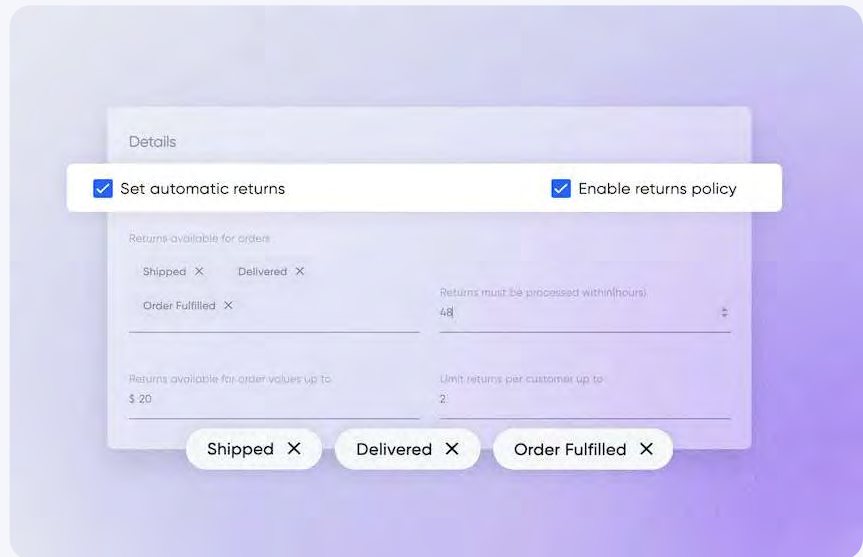 Details
Set automatic returns
Enable returns policy
Returns available for orders
Shipped ×
Delivered ×
Order Fulfilled ×
Returns must be processed within(hours)
48
Returns available for order values up to
$ 20
Limit returns per customer up to
2
Shipped ×
Delivered ×
Order Fulfilled ×